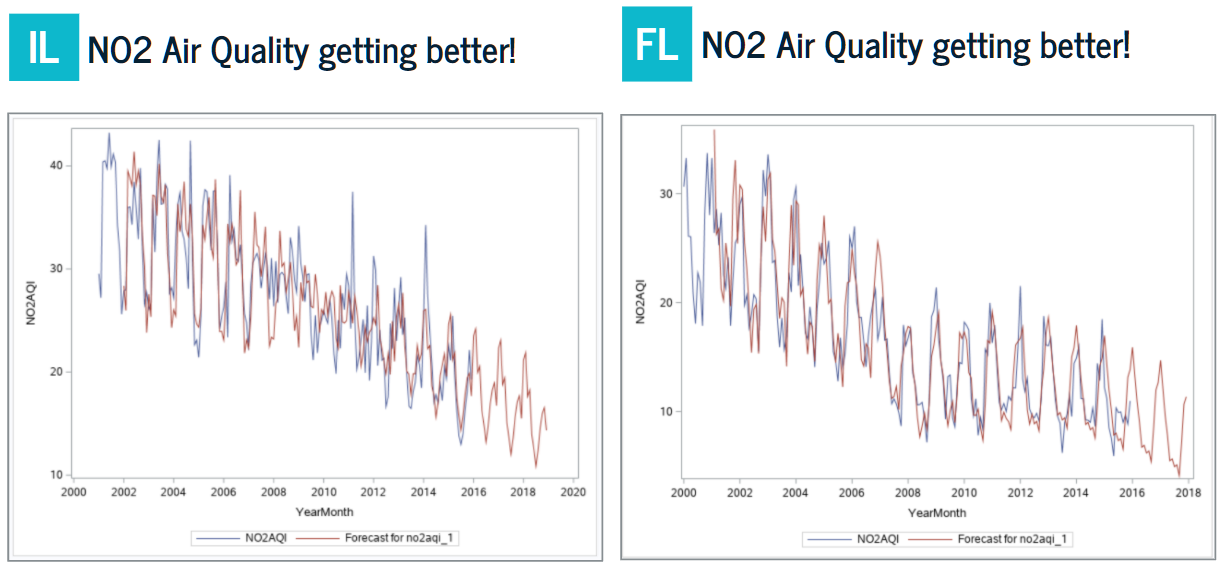 IL NO2 Air Quality getting better!
FL NO2 Air Quality getting better!
NO2AQI
40
30
20
10
2000 2002 2004 2006 2008 2010 2012 2014 2016 2018 2020
YearMonth
NO2AQI Forecast for no2aqi_1
NO2AQI
30
20
10
2000 2002 2004 2006 2008 2010 2012 2014 2016 2018
YearMonth
NO2AQI Forecast for no2aqi_1